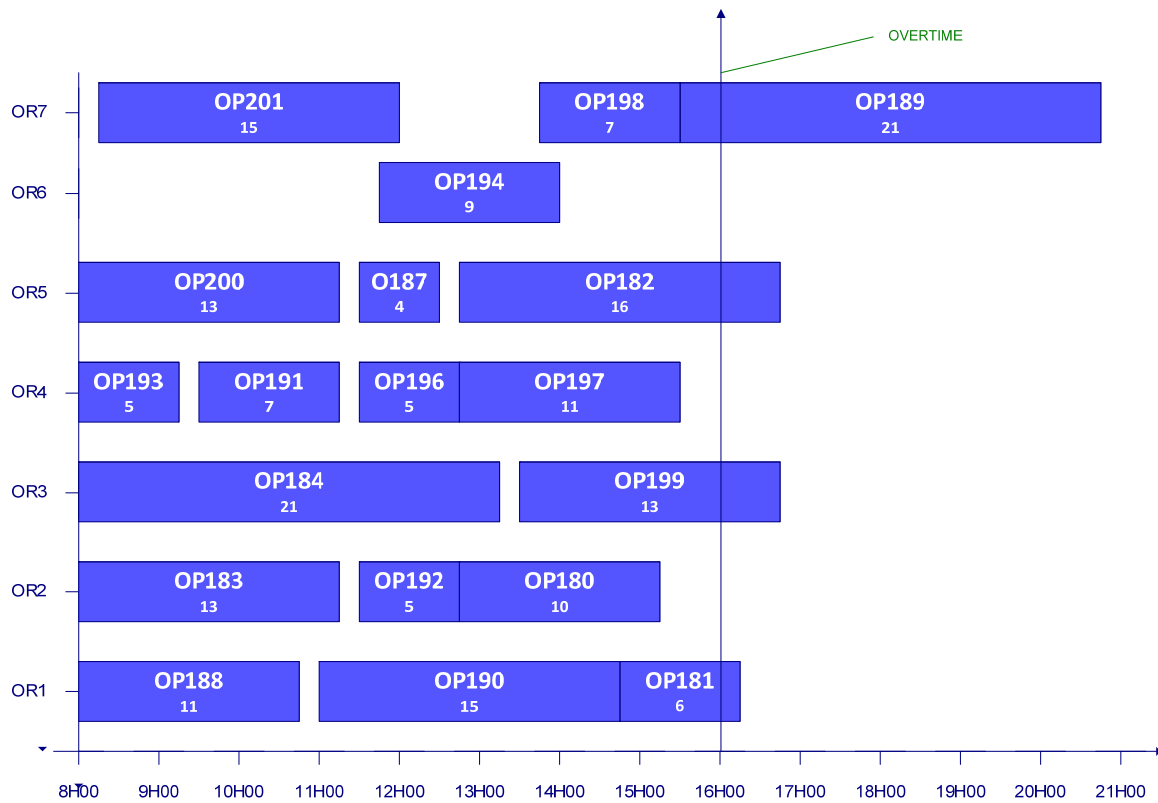 OVERTIME
OR7
OP201
15
OP198
7
OP189
21
OR6
OP194
9
OR5
OP200
13
O187
4
OP182
16
OR4
OP193
5
OP191
7
OP196
5
OP197
11
OR3
OP184
21
OP199
13
OR2
OP183
13
OP192
5
OP180
10
OR1
OP188
11
OP190
15
OP181
6
8H00 9H00 10H00 11H00 12H00 13H00 14H00 15H00 16H00 17H00 18H00 19H00 20H00 21H00